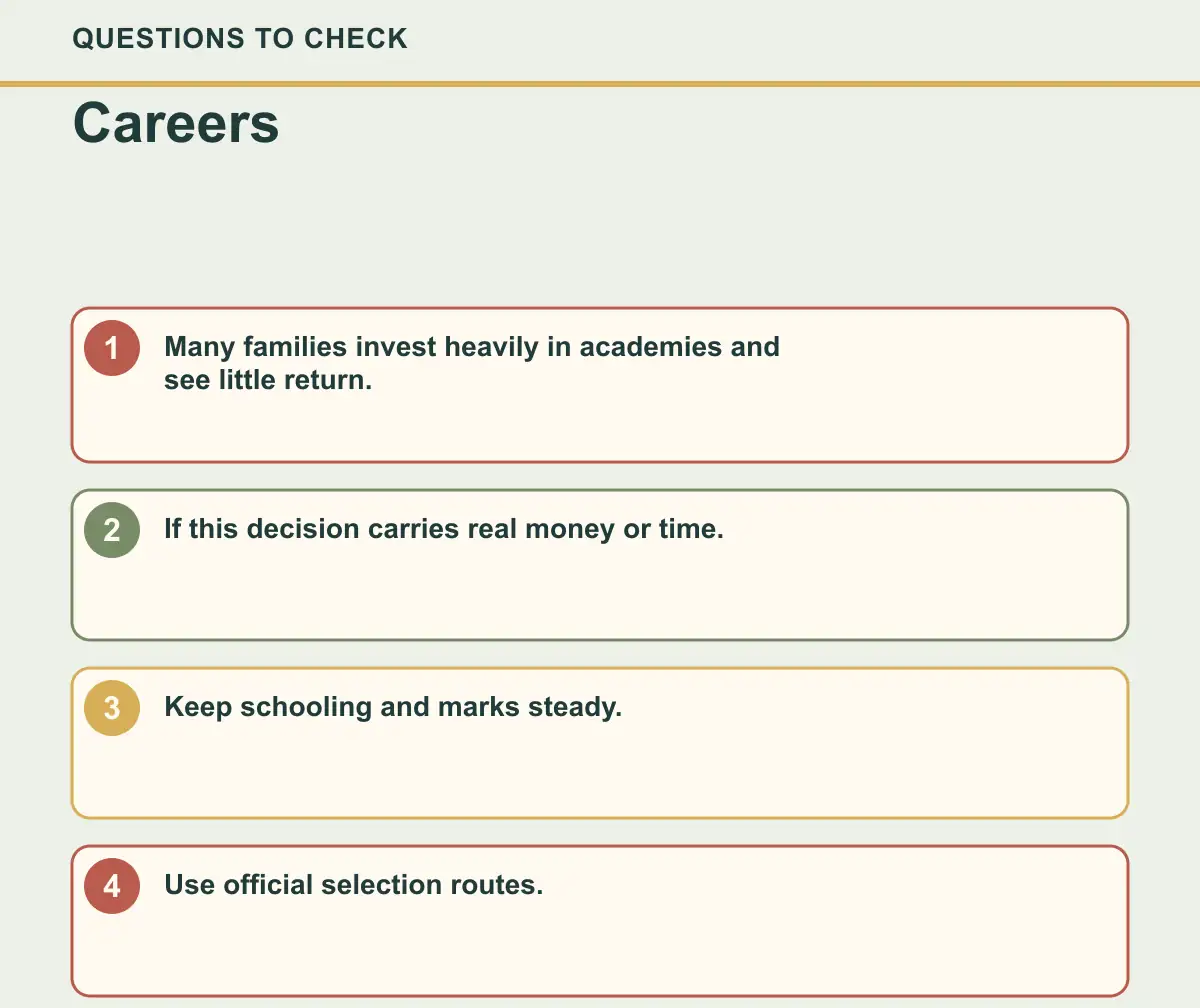 QUESTIONS TO CHECK
Careers
1
Many families invest heavily in academies and
see little return.
2
If this decision carries real money or time.
3
Keep schooling and marks steady.
4
Use official selection routes.